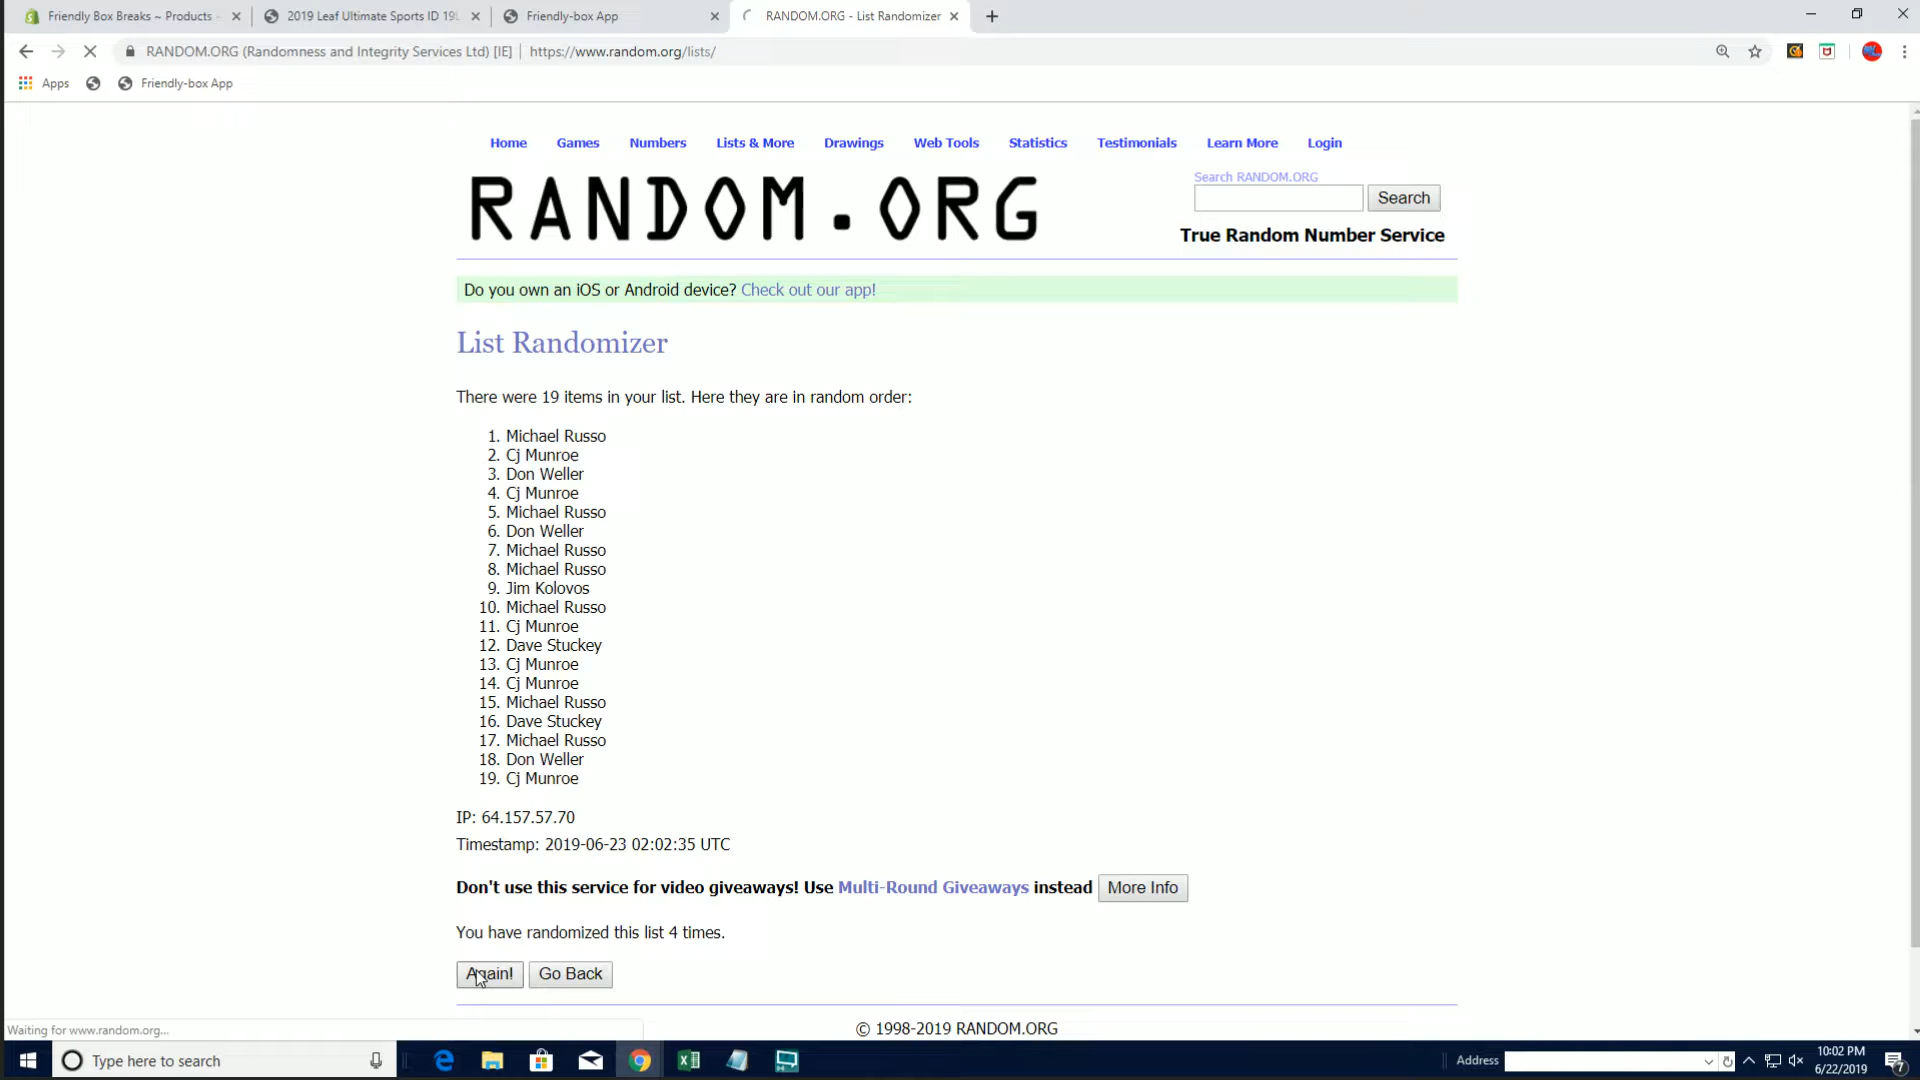 Friendly Box Breaks ~ Products
2019 Leaf Ultimate Sports ID 19
Friendly-box App
RANDOM.ORG - List Randomizer
RANDOM.ORG (Randomness and Integrity Services Ltd) [IE] | https://www.random.org/lists/
Apps
Friendly-box App
Home
Games
Numbers
Lists & More
Drawings
Web Tools
Statistics
Testimonials
Learn More
Login
Search RANDOM.ORG
Search
RANDOM.ORG
True Random Number Service
Do you own an iOS or Android device? Check out our app!
List Randomizer
There were 19 items in your list. Here they are in random order:
1. Michael Russo
2. Cj Munroe
3. Don Weller
4. Cj Munroe
5. Michael Russo
6. Don Weller
7. Michael Russo
8. Michael Russo
9. Jim Kolovos
10. Michael Russo
11. Cj Munroe
12. Dave Stuckey
13. Cj Munroe
14. Cj Munroe
15. Michael Russo
16. Dave Stuckey
17. Michael Russo
18. Don Weller
19. Cj Munroe
IP: 64.157.57.70
Timestamp: 2019-06-23 02:02:35 UTC
Don't use this service for video giveaways! Use Multi-Round Giveaways instead
More Info
You have randomized this list 4 times.
Again!
Go Back
© 1998-2019 RANDOM.ORG
Waiting for www.random.org...
Type here to search
Address
10:02 PM
6/22/2019
7